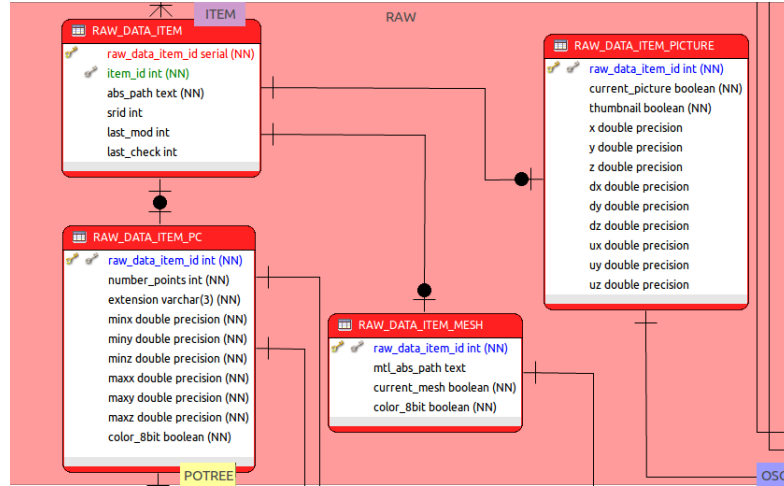 ITEM
RAW
RAW_DATA_ITEM
raw_data_item_id serial (NN)
item_id int (NN)
abs_path text (NN)
srid int
last_mod int
last_check int
RAW_DATA_ITEM_PICTURE
raw_data_item_id int (NN)
current_picture boolean (NN)
thumbnail boolean (NN)
x double precision
y double precision
z double precision
dx double precision
dy double precision
dz double precision
ux double precision
uy double precision
uz double precision
RAW_DATA_ITEM_PC
raw_data_item_id int (NN)
number_points int (NN)
extension varchar(3) (NN)
minx double precision (NN)
miny double precision (NN)
minz double precision (NN)
maxx double precision (NN)
maxy double precision (NN)
maxz double precision (NN)
color_8bit boolean (NN)
RAW_DATA_ITEM_MESH
raw_data_item_id int (NN)
mtl_abs_path text
current_mesh boolean (NN)
color_8bit boolean (NN)
POTREE